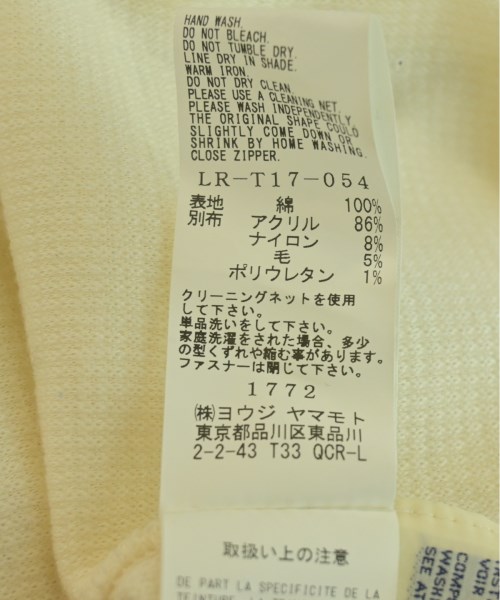 HAND WASH.
DO NOT BLEACH.
DO NOT TUMBLE DRY.
LINE DRY IN SHADE.
WARM IRON.
DO NOT DRY CLEAN.
PLEASE USE A CLEANING NET.
PLEASE WASH INDEPENDENTLY.
THE ORIGINAL SHAPE COULD
SLIGHTLY COME DOWN OR
SHRINK BY HOME WASHING.
CLOSE ZIPPER.
LR-T17-054
表地 綿 100%
別布 アクリル 86%
ナイロン 8%
毛 5%
ポリウレタン 1%
クリーニングネットを使用
して下さい。
単品洗いをして下さい。
家庭洗濯をされた場合、多少
の型くずれや縮む事があります。
ファスナーは閉じて下さい。
1772
㈱ヨウジ ヤマモト
東京都品川区東品川
2-2-43 T33 QCR-L
取扱い上の注意
DE PART LA SPECIFICITE DE LA
VOIR
COMP
WASH
SEE AT